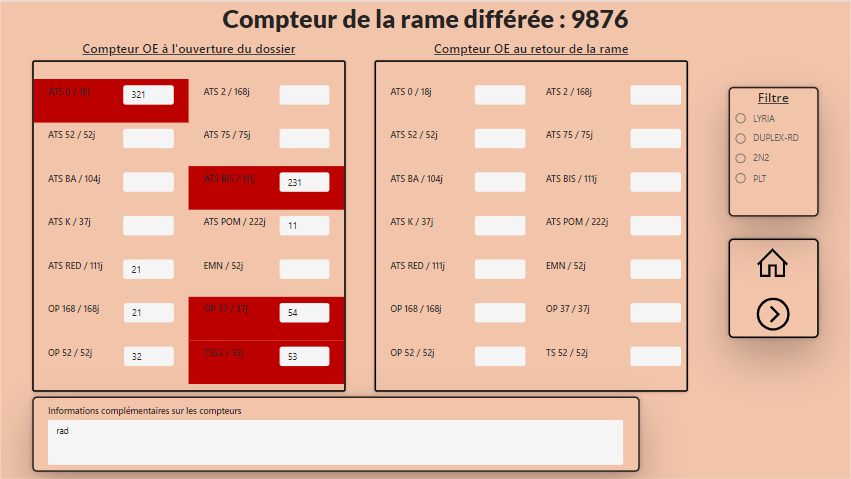 Compteur de la rame différée : 9876
Compteur OE à l'ouverture du dossier
ATS 0 / 18j 321 ATS 2 / 168j
ATS 52 / 52j ATS 75 / 75j
ATS BA / 104j ATS BIS / 111j 231
ATS K / 37j ATS POM / 222j 11
ATS RED / 111j 21 EMN / 52j
OP 168 / 168j 21 OP 37 / 37j 54
OP 52 / 52j 32 TS 52 / 52j 53
Compteur OE au retour de la rame
ATS 0 / 18j ATS 2 / 168j
ATS 52 / 52j ATS 75 / 75j
ATS BA / 104j ATS BIS / 111j
ATS K / 37j ATS POM / 222j
ATS RED / 111j EMN / 52j
OP 168 / 168j OP 37 / 37j
OP 52 / 52j TS 52 / 52j
Filtre
LYRIA
DUPLEX-RD
2N2
PLT
Informations complémentaires sur les compteurs
rad